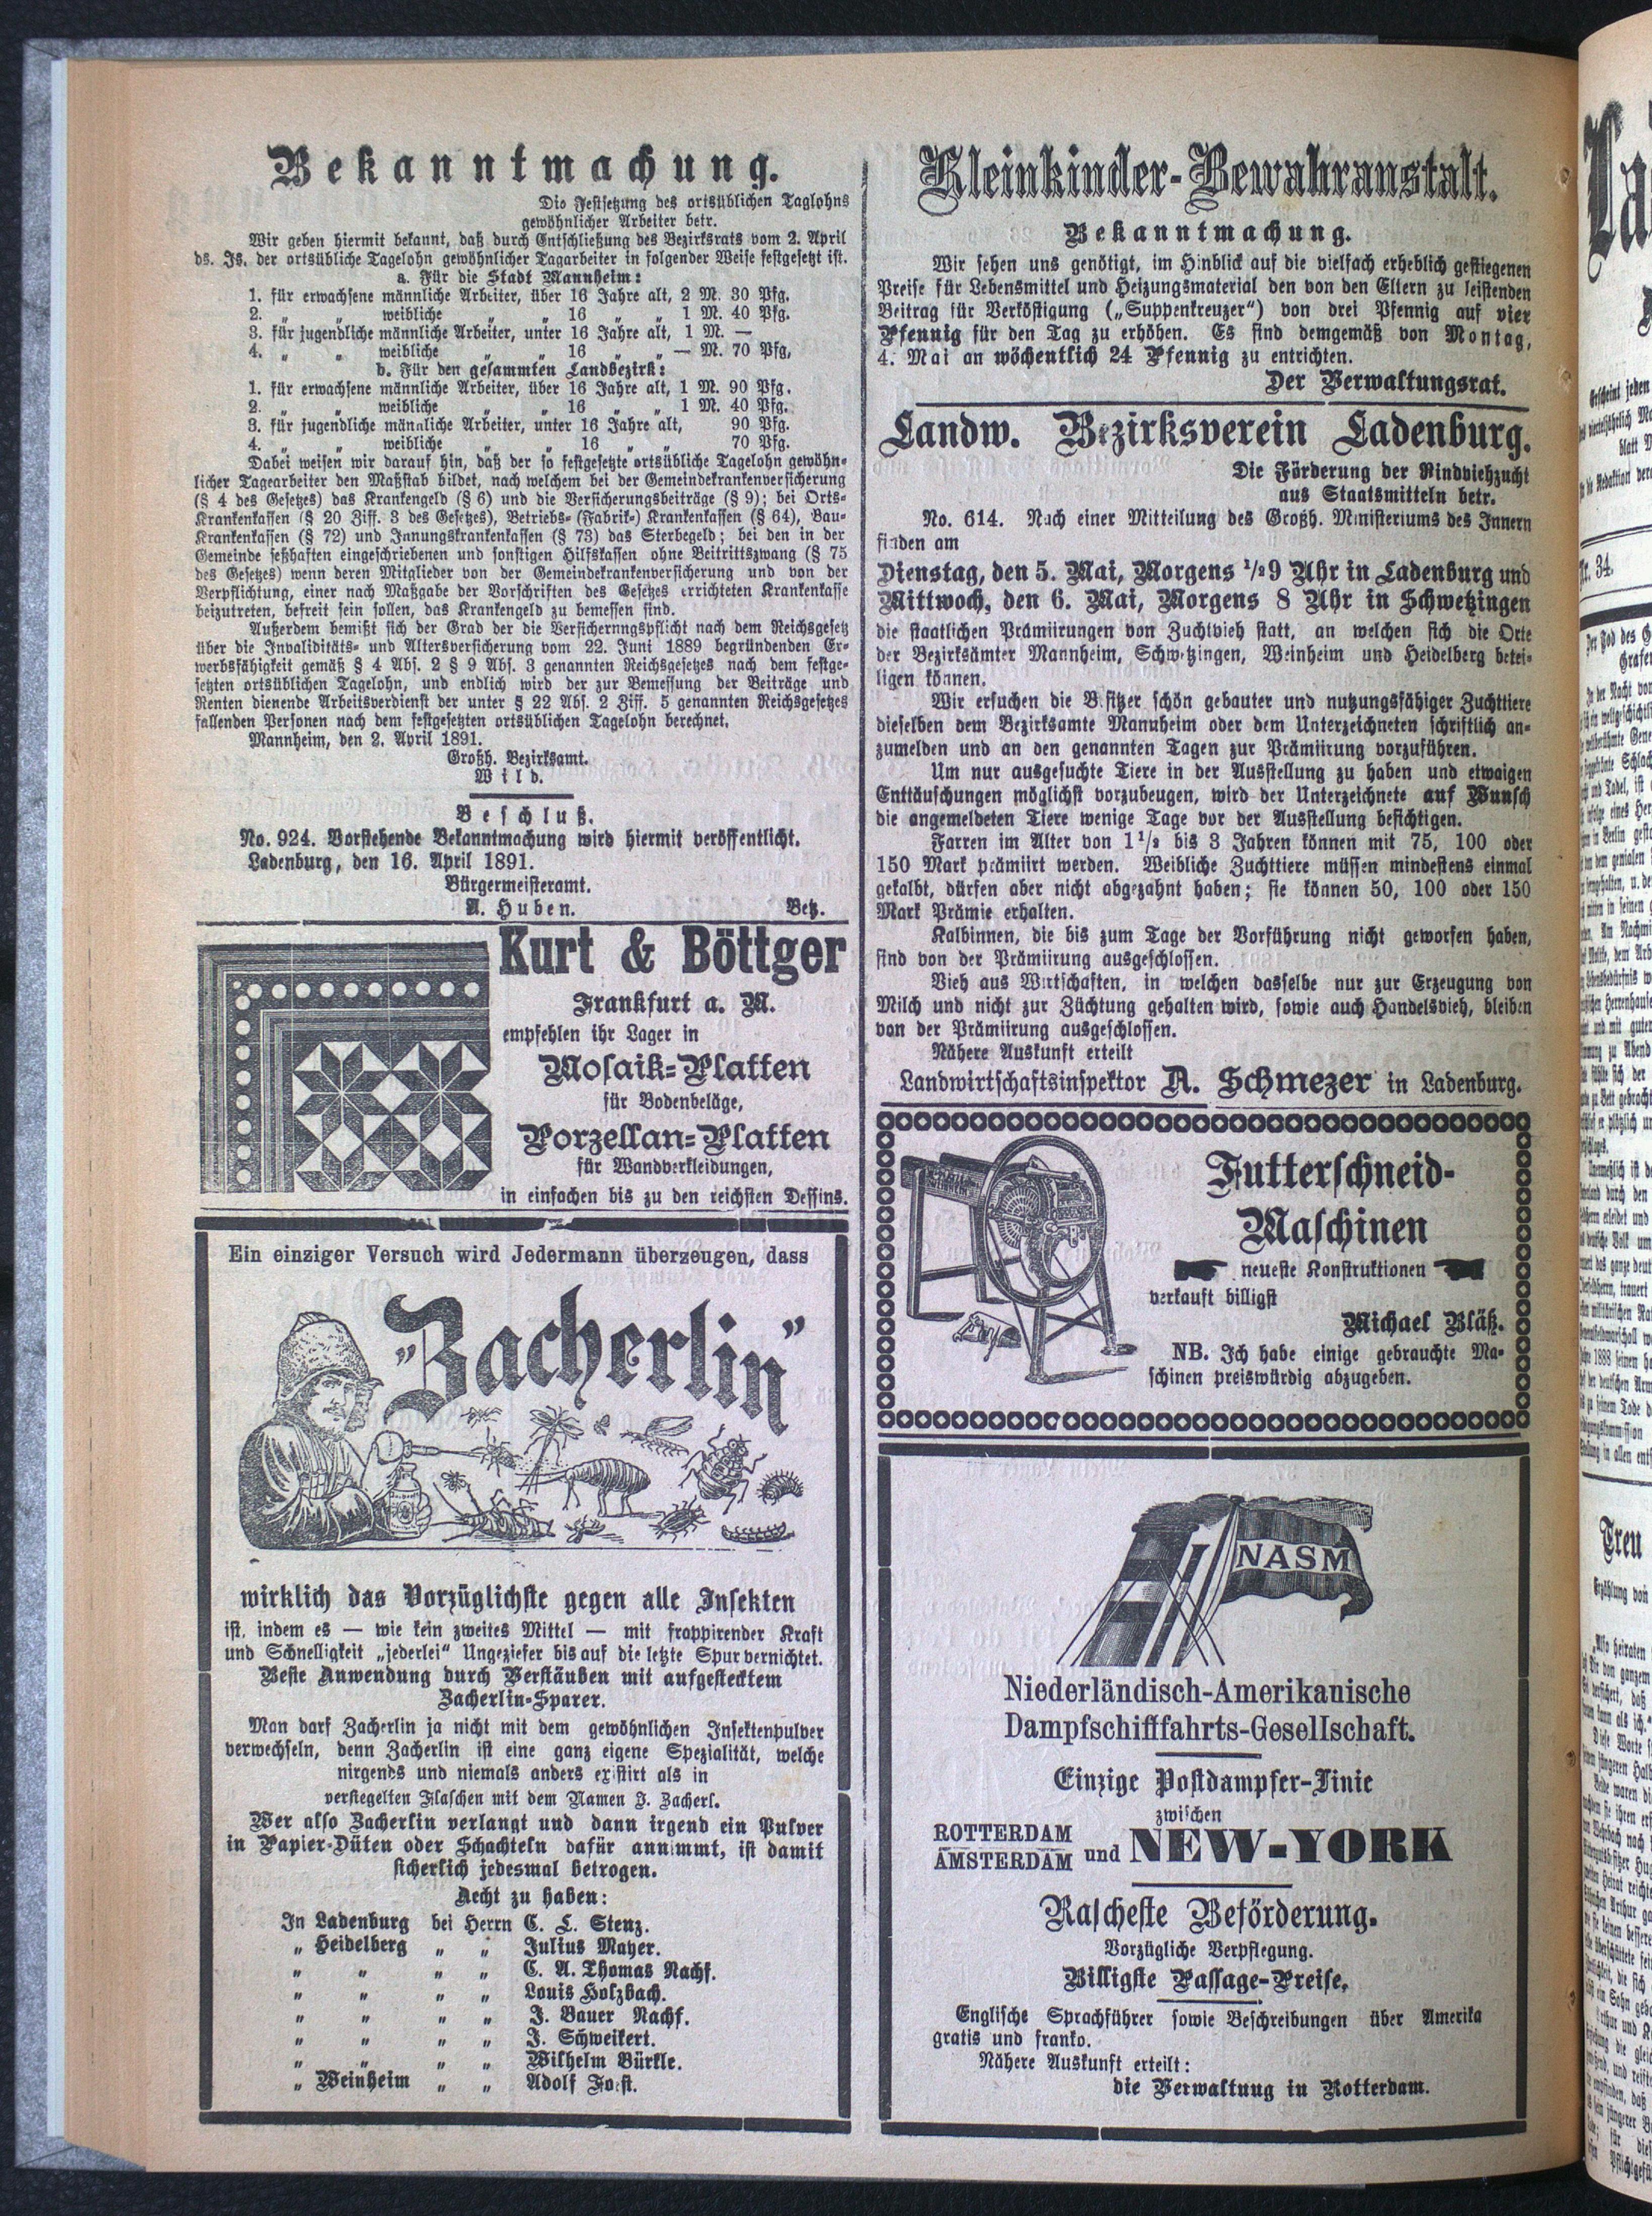 Bekanntmachung.
Die Festsetzung des ortsüblichen Taglohns
gewöhnlicher Arbeiter betr.
Wir geben hiermit bekannt, daß durch Entschließung des Bezirksrats vom 2. April
ds. Js. der ortsübliche Tagelohn gewöhnlicher Tagarbeiter in folgender Weise festgesetzt ist.
a. Für die Stadt Mannheim:
1. für erwachsene männliche Arbeiter, über 16 Jahre alt, 2 M. 30 Pfg.
2. „ „ weibliche „ „ 16 „ „ 1 M. 40 Pfg.
3. für jugendliche männliche Arbeiter, unter 16 Jahre alt, 1 M. —
4. „ „ weibliche „ „ 16 „ „ — M. 70 Pfg.
b. Für den gesammten Landbezirk:
1. für erwachsene männliche Arbeiter, über 16 Jahre alt, 1 M. 90 Pfg.
2. „ „ weibliche „ „ 16 „ „ 1 M. 40 Pfg.
3. für jugendliche männliche Arbeiter, unter 16 Jahre alt, 90 Pfg.
4. „ „ weibliche „ „ 16 „ „ 70 Pfg.
Dabei weisen wir darauf hin, daß der so festgesetzte ortsübliche Tagelohn gewöhn-
licher Tagearbeiter den Maßstab bildet, nach welchem bei der Gemeindekrankenversicherung
(§ 4 des Gesetzes) das Krankengeld (§ 6) und die Versicherungsbeiträge (§ 9); bei Orts-
Krankenkassen (§ 20 Ziff. 3 des Gesetzes), Betriebs- (Fabrik-) Krankenkassen (§ 64), Bau-
Krankenkassen (§ 72) und Innungskrankenkassen (§ 73) das Sterbegeld; bei den in der
Gemeinde seßhaften eingeschriebenen und sonstigen Hilfskassen ohne Beitrittszwang (§ 75
des Gesetzes) wenn deren Mitglieder von der Gemeindekrankenversicherung und von der
Verpflichtung, einer nach Maßgabe der Vorschriften des Gesetzes errichteten Krankenkasse
beizutreten, befreit sein sollen, das Krankengeld zu bemessen sind.
Außerdem bemißt sich der Grad der die Versichernngspflicht nach dem Reichsgesetz
über die Invaliditäts- und Altersversicherung vom 22. Juni 1889 begründenden Er-
werbsfähigkeit gemäß § 4 Abs. 2 § 9 Abs. 3 genannten Reichsgesetzes nach dem festge-
setzten ortsüblichen Tagelohn, und endlich wird der zur Bemessung der Beiträge und
Renten dienende Arbeitsverdienst der unter § 22 Abs. 2 Ziff. 5 genannten Reichsgesetzes
fallenden Personen nach dem festgesetzten ortsüblichen Tagelohn berechnet.
Mannheim, den 2. April 1891.
Großh. Bezirksamt.
Wild.
Beschluß.
No. 924. Vorstehende Bekanntmachung wird hiermit veröffentlicht.
Ladenburg, den 16. April 1891.
Bürgermeisteramt.
A. Huben. Betz.
Kurt & Böttger
Frankfurt a. M.
empfehlen ihr Lager in
Mosaik-Platten
für Bodenbeläge,
Porzellan-Platten
für Wandverkleidungen,
in einfachen bis zu den reichsten Dessins.
Ein einziger Versuch wird Jedermann überzeugen, dass
„Zacherlin”
wirklich das Vorzüglichste gegen alle Insekten
ist, indem es — wie kein zweites Mittel — mit frappirender Kraft
und Schnelligkeit „jederlei“ Ungeziefer bis auf die letzte Spur vernichtet.
Beste Anwendung durch Verstäuben mit aufgestecktem
Zacherlin-Sparer.
Man darf Zacherlin ja nicht mit dem gewöhnlichen Insektenpulver
verwechseln, denn Zacherlin ist eine ganz eigene Spezialität, welche
nirgends und niemals anders existirt als in
versiegelten Flaschen mit dem Namen J. Zacherl.
Wer also Zacherlin verlangt und dann irgend ein Pulver
in Papier-Düten oder Schachteln dafür annimmt, ist damit
sicherlich jedesmal betrogen.
Aecht zu haben:
In Ladenburg bei Herrn C. L. Stenz.
„ Heidelberg „ „ Julius Mayer.
„ „ „ „ C. A. Thomas Nachf.
„ „ „ „ Louis Holzbach.
„ „ „ „ J. Bauer Nachf.
„ „ „ „ J. Schweikert.
„ „ „ „ Wilhelm Bürkle.
„ Weinheim „ „ Adolf
Kleinkinder-Bewahranstalt.
Bekanntmachung.
Wir sehen uns genötigt, im Hinblick auf die vielfach erheblich gestiegenen
Preise für Lebensmittel und Heizungsmaterial den von den Eltern zu leistenden
Beitrag für Verköstigung („Suppenkreuzer“) von drei Pfennig auf vier
Pfennig für den Tag zu erhöhen. Es sind demgemäß von Montag,
4. Mai an wöchentlich 24 Pfennig zu entrichten.
Der Verwaltungsrat.
Landw. Bezirksverein Ladenburg.
Die Förderung der Rindviehzucht
aus Staatsmitteln betr.
No. 614. Nach einer Mitteilung des Großh. Ministeriums des Innern
finden am
Dienstag, den 5. Mai, Morgens ½9 Uhr in Ladenburg und
Mittwoch, den 6. Mai, Morgens 8 Uhr in Schwetzingen
die staatlichen Prämiirungen von Zuchtvieh statt, an welchen sich die Orte
der Bezirksämter Mannheim, Schwetzingen, Weinheim und Heidelberg betei-
ligen können.
Wir ersuchen die Besitzer schön gebauter und nutzungsfähiger Zuchttiere
dieselben dem Bezirksamte Mannheim oder dem Unterzeichneten schriftlich an-
zumelden und an den genannten Tagen zur Prämiirung vorzuführen.
Um nur ausgesuchte Tiere in der Ausstellung zu haben und etwaigen
Enttäuschungen möglichst vorzubeugen, wird der Unterzeichnete auf Wunsch
die angemeldeten Tiere wenige Tage vor der Ausstellung besichtigen.
Farren im Alter von 1½ bis 3 Jahren können mit 75, 100 oder
150 Mark prämiirt werden. Weibliche Zuchttiere müssen mindestens einmal
gekalbt, dürfen aber nicht abgezahnt haben; sie können 50, 100 oder 150
Mark Prämie erhalten.
Kalbinnen, die bis zum Tage der Vorführung nicht geworfen haben,
sind von der Prämiirung ausgeschlossen.
Vieh aus Wirtschaften, in welchen dasselbe nur zur Erzeugung von
Milch und nicht zur Züchtung gehalten wird, sowie auch Handelsvieh, bleiben
von der Prämiirung ausgeschlossen.
Nähere Auskunft erteilt
Landwirtschaftsinspektor A. Schmezer in Ladenburg.
Futterschneid-
Maschinen
neueste Konstruktionen
verkauft billigst
Michael Bläß.
NB. Ich habe einige gebrauchte Ma-
schinen preiswürdig abzugeben.
NASM
Niederländisch-Amerikanische
Dampfschifffahrts-Gesellschaft.
Einzige Postdampfer-Linie
zwischen
ROTTERDAM
AMSTERDAM und NEW-YORK
Rascheste Beförderung.
Vorzügliche Verpflegung.
Billigste Passage-Preise.
Englische Sprachführer sowie Beschreibungen über Amerika
gratis und franko.
Nähere Auskunft erteilt:
die Verwaltung in Rotterdam.
Nr. 34.
Treu
Erzählung von